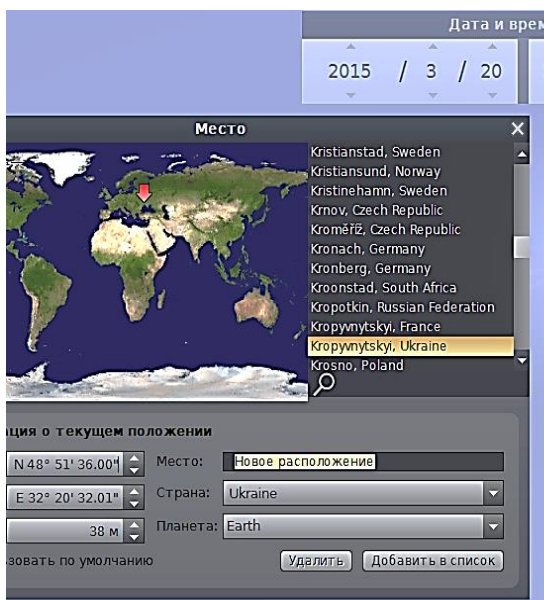 Дата и врем
2015 / 3 / 20
Место
Kristianstad, Sweden
Kristiansund, Norway
Kristinehamn, Sweden
Krnov, Czech Republic
Kroměříž, Czech Republic
Kronach, Germany
Kronberg, Germany
Kroonstad, South Africa
Kropotkin, Russian Federation
Kropyvnytskyi, France
Kropyvnytskyi, Ukraine
Krosno, Poland
ция о текущем положении
N 48° 51' 36.00" Место: Новое расположение
E 32° 20' 32.01" Страна: Ukraine
38 м Планета: Earth
зовать по умолчанию Удалить Добавить в список